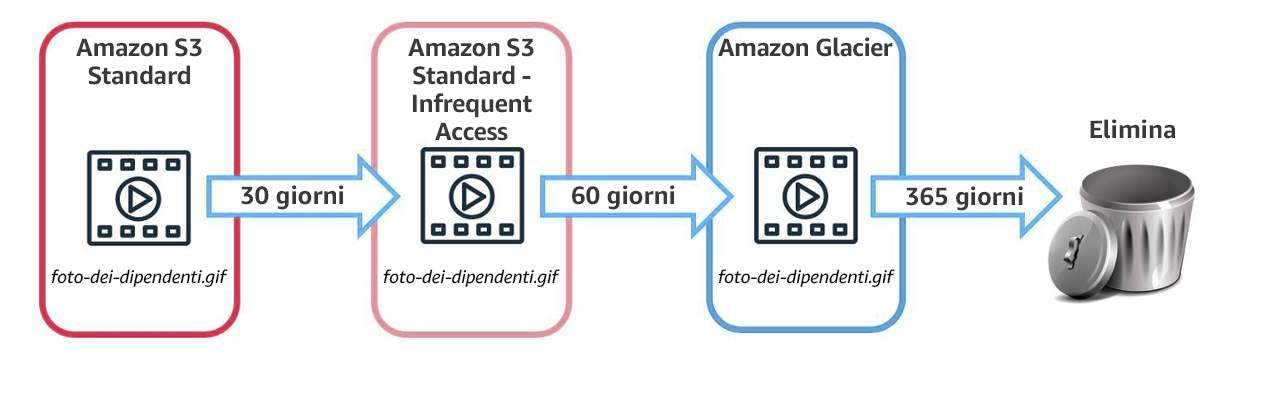 Amazon S3
Standard
Amazon S3
Standard -
Infrequent
Access
Amazon Glacier
Elimina
30 giorni
60 giorni
365 giorni
foto-dei-dipendenti.gif
foto-dei-dipendenti.gif
foto-dei-dipendenti.gif